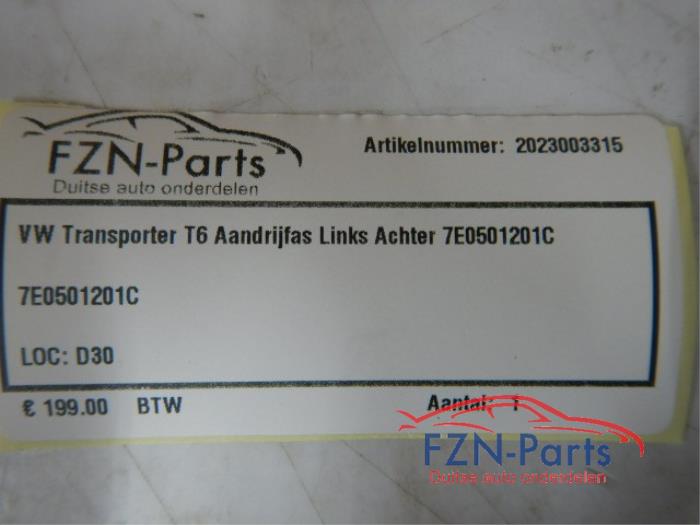 FZN-Parts
Duitse auto onderdelen
Artikelnummer: 2023003315
VW Transporter T6 Aandrijfas Links Achter 7E0501201C
7E0501201C
LOC: D30
€ 199.00 BTW Aantal: 1
FZN-Parts
Duitse auto onderdelen